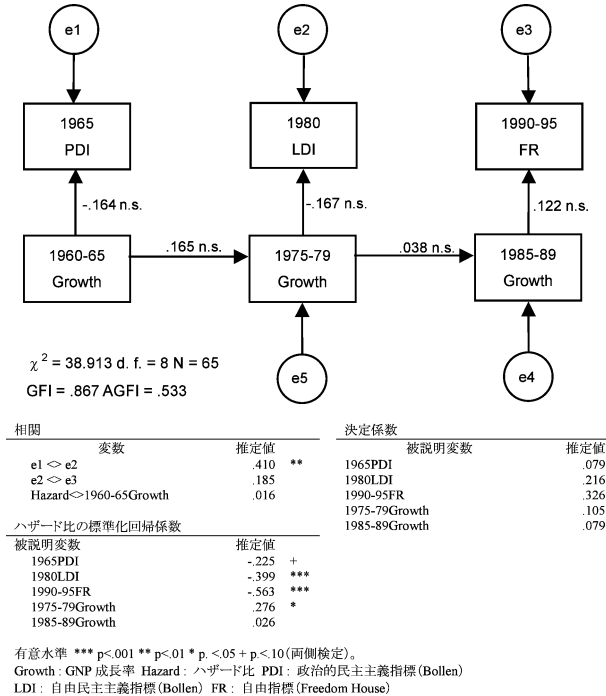 e1
e2
e3
1965
PDI
1980
LDI
1990-95
FR
-.164 n.s.
-.167 n.s.
.122 n.s.
1960-65
Growth
.165 n.s.
1975-79
Growth
.038 n.s.
1985-89
Growth
χ² = 38.913 d. f. = 8 N = 65
GFI = .867 AGFI = .533
e5
e4
相関
変数 推定値
e1 <> e2 .410 **
e2 <> e3 .185
Hazard<>1960-65Growth .016
ハザード比の標準化回帰係数
被説明変数 推定値
1965PDI -.225 +
1980LDI -.399 ***
1990-95FR -.563 ***
1975-79Growth .276 *
1985-89Growth .026
決定係数
被説明変数 推定値
1965PDI .079
1980LDI .216
1990-95FR .326
1975-79Growth .105
1985-89Growth .079
有意水準 *** p<.001 ** p<.01 * p. <.05 + p.<.10(両側検定)。
Growth : GNP 成長率 Hazard : ハザード比 PDI : 政治的民主主義指標(Bollen)
LDI : 自由民主主義指標(Bollen) FR : 自由指標(Freedom House)